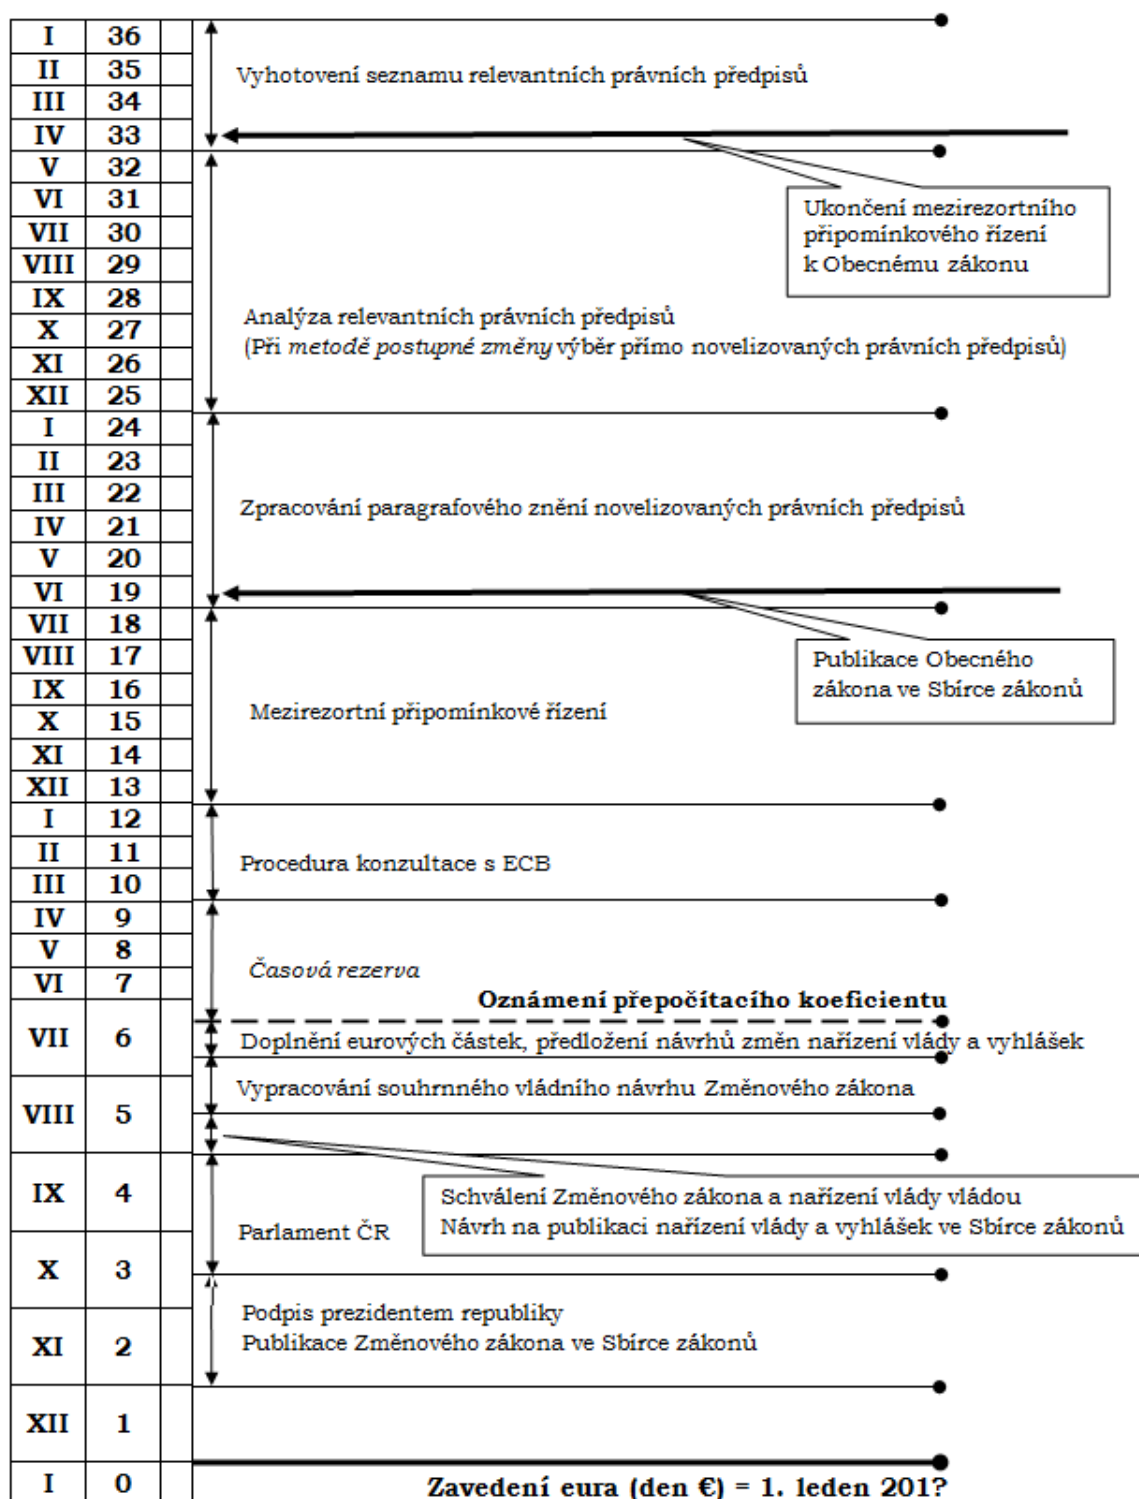 I 36
II 35
Vyhotovení seznamu relevantních právních předpisů
III 34
IV 33
V 32
VI 31
Ukončení mezirezortního
připomínkového řízení
k Obecnému zákonu
VII 30
VIII 29
IX 28
Analýza relevantních právních předpisů
X 27
(Při metodě postupné změny výběr přímo novelizovaných právních předpisů)
XI 26
XII 25
I 24
II 23
III 22
Zpracování paragrafového znění novelizovaných právních předpisů
IV 21
V 20
VI 19
VII 18
VIII 17
Publikace Obecného
zákona ve Sbírce zákonů
IX 16
X 15
Mezirezortní připomínkové řízení
XI 14
XII 13
I 12
II 11
Procedura konzultace s ECB
III 10
IV 9
V 8
VI 7
Časová rezerva
Oznámení přepočítacího koeficientu
VII 6
Doplnění eurových částek, předložení návrhů změn nařízení vlády a vyhlášek
Vypracování souhrnného vládního návrhu Změnového zákona
VIII 5
IX 4
Schválení Změnového zákona a nařízení vlády vládou
Návrh na publikaci nařízení vlády a vyhlášek ve Sbírce zákonů
Parlament ČR
X 3
Podpis prezidentem republiky
Publikace Změnového zákona ve Sbírce zákonů
XI 2
XII 1
I 0
Zavedení eura (den €) = 1. leden 201?